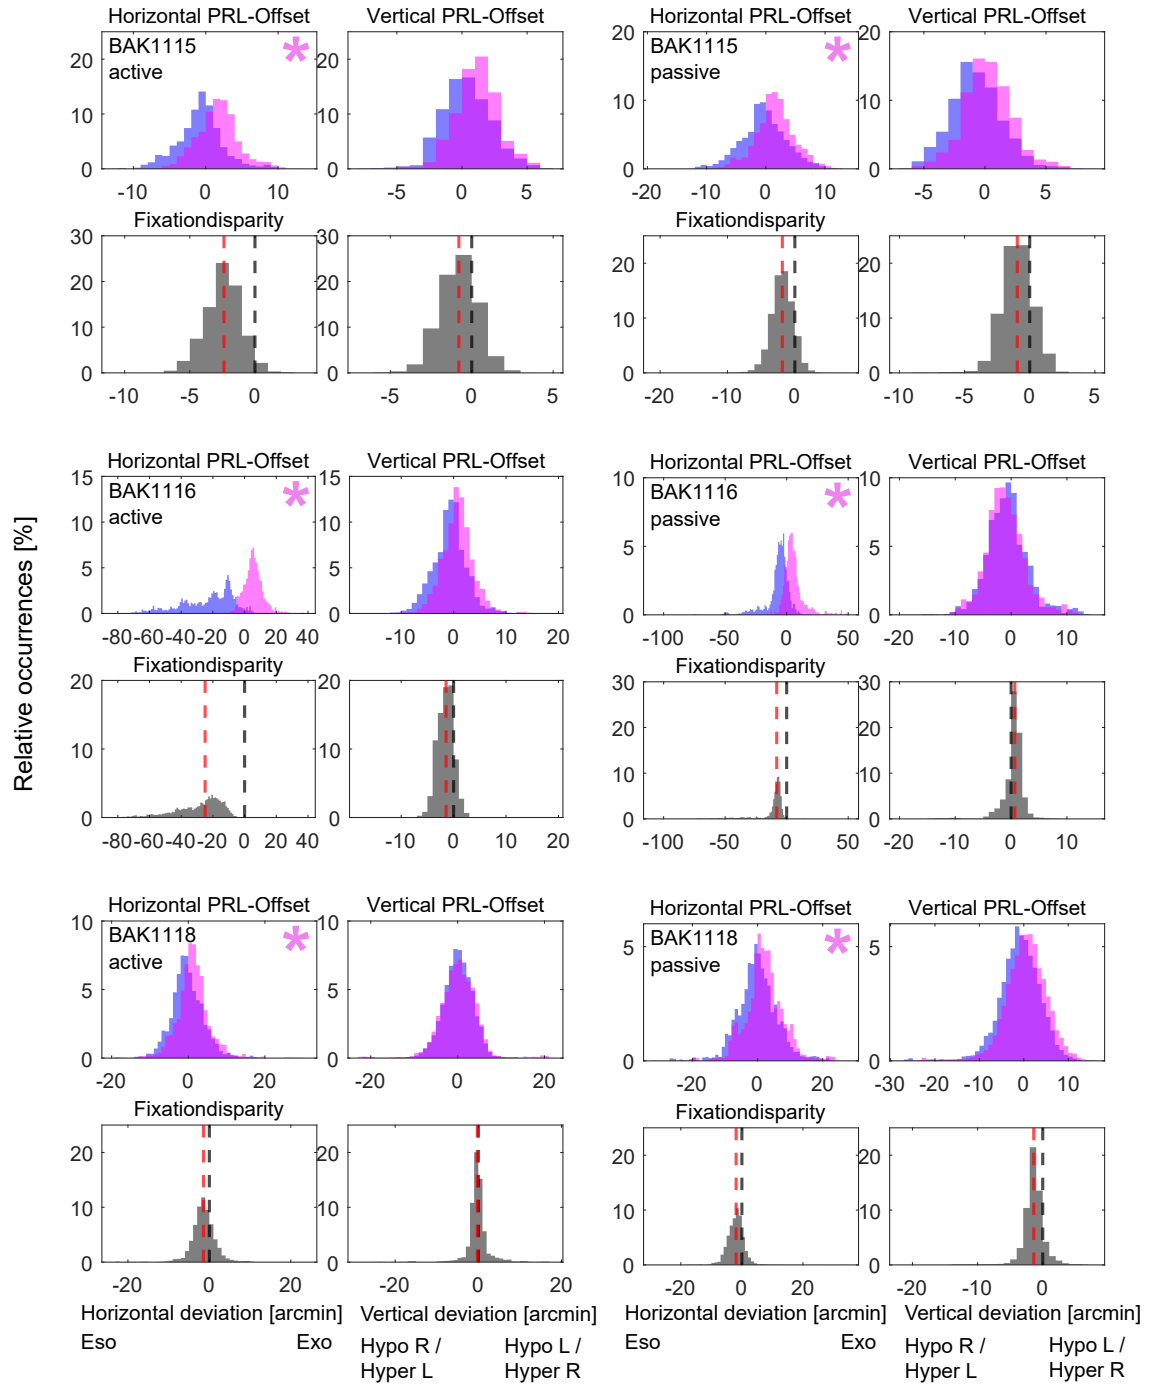 Horizontal PRL-Offset Vertical PRL-Offset Horizontal PRL-Offset Vertical PRL-Offset
BAK1115 * BAK1115 *
active passive
20 20 20 20
10 10 10 10
0 0 0 0
-10 0 10 -5 0 5 -20 -10 0 10 -5 0 5
Fixationdisparity Fixationdisparity
30 30
20 20 20 20
10 10 10 10
0 0 0 0
-10 -5 0 -5 0 5 -20 -10 0 -10 -5 0 5
Horizontal PRL-Offset Vertical PRL-Offset Horizontal PRL-Offset Vertical PRL-Offset
15 15 10 10
BAK1116 * BAK1116 *
active passive
10 10
5 5 5 5
0 0 0 0
-80 -60 -40 -20 0 20 40 -10 0 10 20 -100 -50 0 50 -20 -10 0 10
Fixationdisparity Fixationdisparity
20 20 30 30
20 20
10 10 10 10
0 0 0 0
-80 -60 -40 -20 0 20 40 -10 0 10 20 -100 -50 0 50 -20 -10 0 10
Relative occurrences [%]
Horizontal PRL-Offset Vertical PRL-Offset Horizontal PRL-Offset Vertical PRL-Offset
10 10
BAK1118 * BAK1118 *
active passive
5 5 5 5
0 0 0 0
-20 0 20 -20 0 20 -20 0 20 -30 -20 -10 0 10
Fixationdisparity Fixationdisparity
20 20 20 20
10 10 10 10
0 0 0 0
-20 0 20 -20 0 20 -20 0 20 -20 0
Horizontal deviation [arcmin] Vertical deviation [arcmin] Horizontal deviation [arcmin] Vertical deviation [arcmin]
Eso Exo Hypo R / Hypo L / Eso Exo Hypo R / Hypo L /
Hyper L Hyper R Hyper L Hyper R